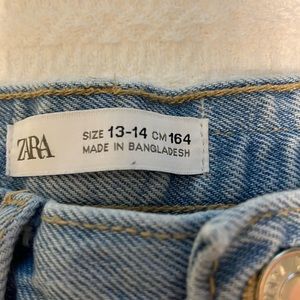 ZARA
SIZE 13-14 CM 164
MADE IN BANGLADESH